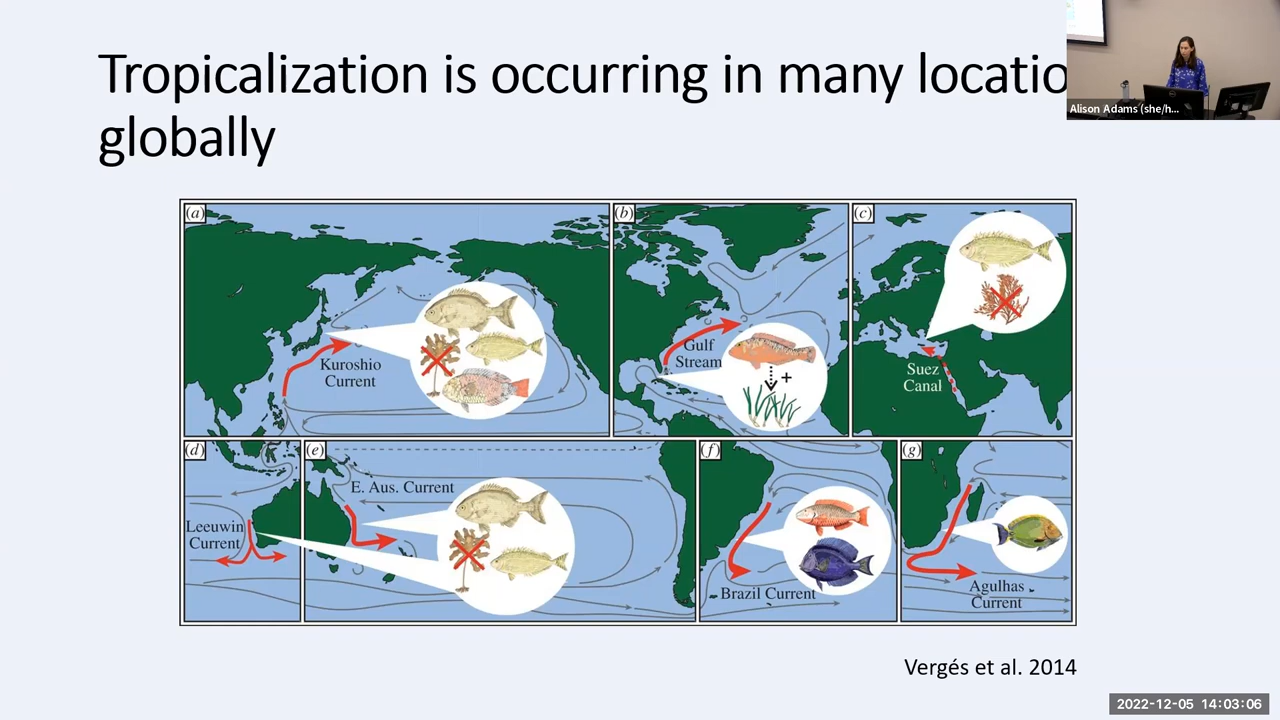 Tropicalization is occurring in many locatio
globally
Alison Adams (she/h...
(a)
(b)
(c)
Kuroshio
Current
Gulf
Stream
+
Suez
Canal
(d)
(e)
(f)
(g)
E. Aus. Current
Leeuwin
Current
Brazil Current
Agulhas
Current
Vergés et al. 2014
2022-12-05 14:03:06